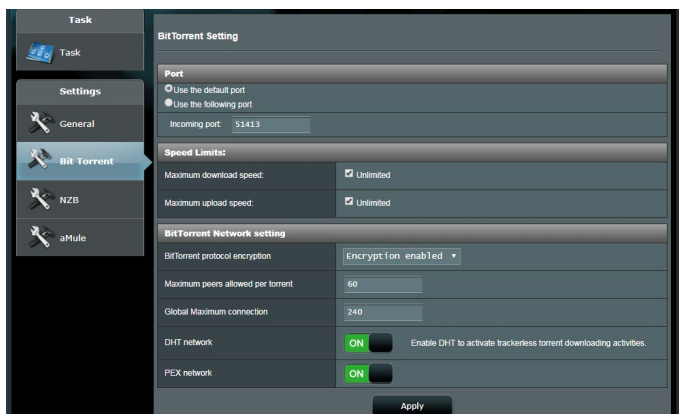 Task
Task
Settings
General
Bit Torrent
NZB
aMule
BitTorrent Setting
Port
Use the default port
Use the following port
Incoming port: 51413
Speed Limits:
Maximum download speed: Unlimited
Maximum upload speed: Unlimited
BitTorrent Network setting
BitTorrent protocol encryption Encryption enabled
Maximum peers allowed per torrent 60
Global Maximum connection 240
DHT network ON Enable DHT to activate trackerless torrent downloading activities.
PEX network ON
Apply